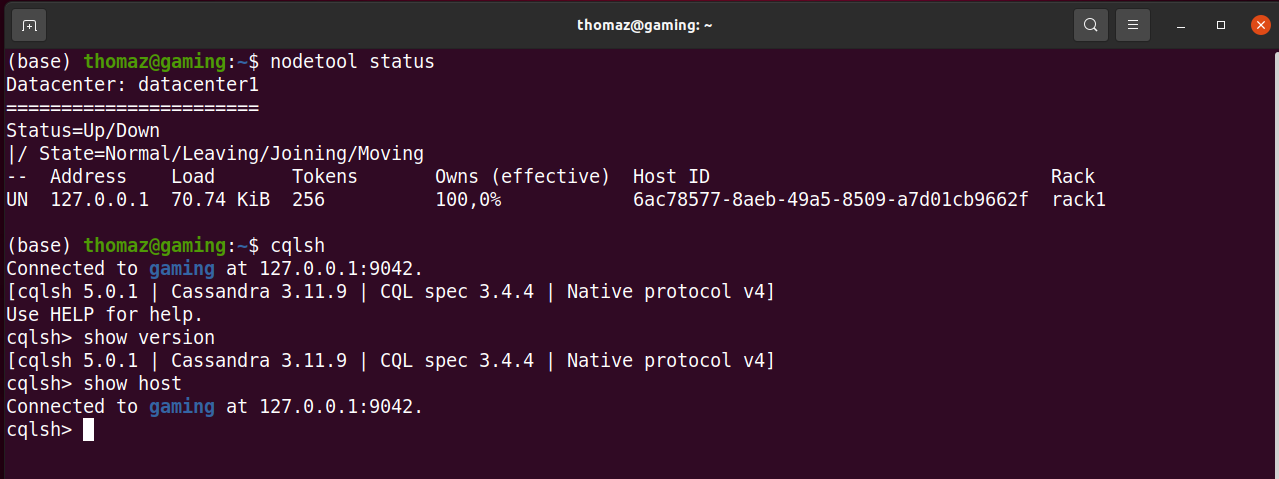 thomaz@gaming: ~
(base) thomaz@gaming:~$ nodetool status
Datacenter: datacenter1
=======================
Status=Up/Down
|/ State=Normal/Leaving/Joining/Moving
--  Address    Load       Tokens       Owns (effective)  Host ID                               Rack
UN  127.0.0.1  70.74 KiB  256          100,0%            6ac78577-8aeb-49a5-8509-a7d01cb9662f  rack1
(base) thomaz@gaming:~$ cqlsh
Connected to gaming at 127.0.0.1:9042.
[cqlsh 5.0.1 | Cassandra 3.11.9 | CQL spec 3.4.4 | Native protocol v4]
Use HELP for help.
cqlsh> show version
[cqlsh 5.0.1 | Cassandra 3.11.9 | CQL spec 3.4.4 | Native protocol v4]
cqlsh> show host
Connected to gaming at 127.0.0.1:9042.
cqlsh>